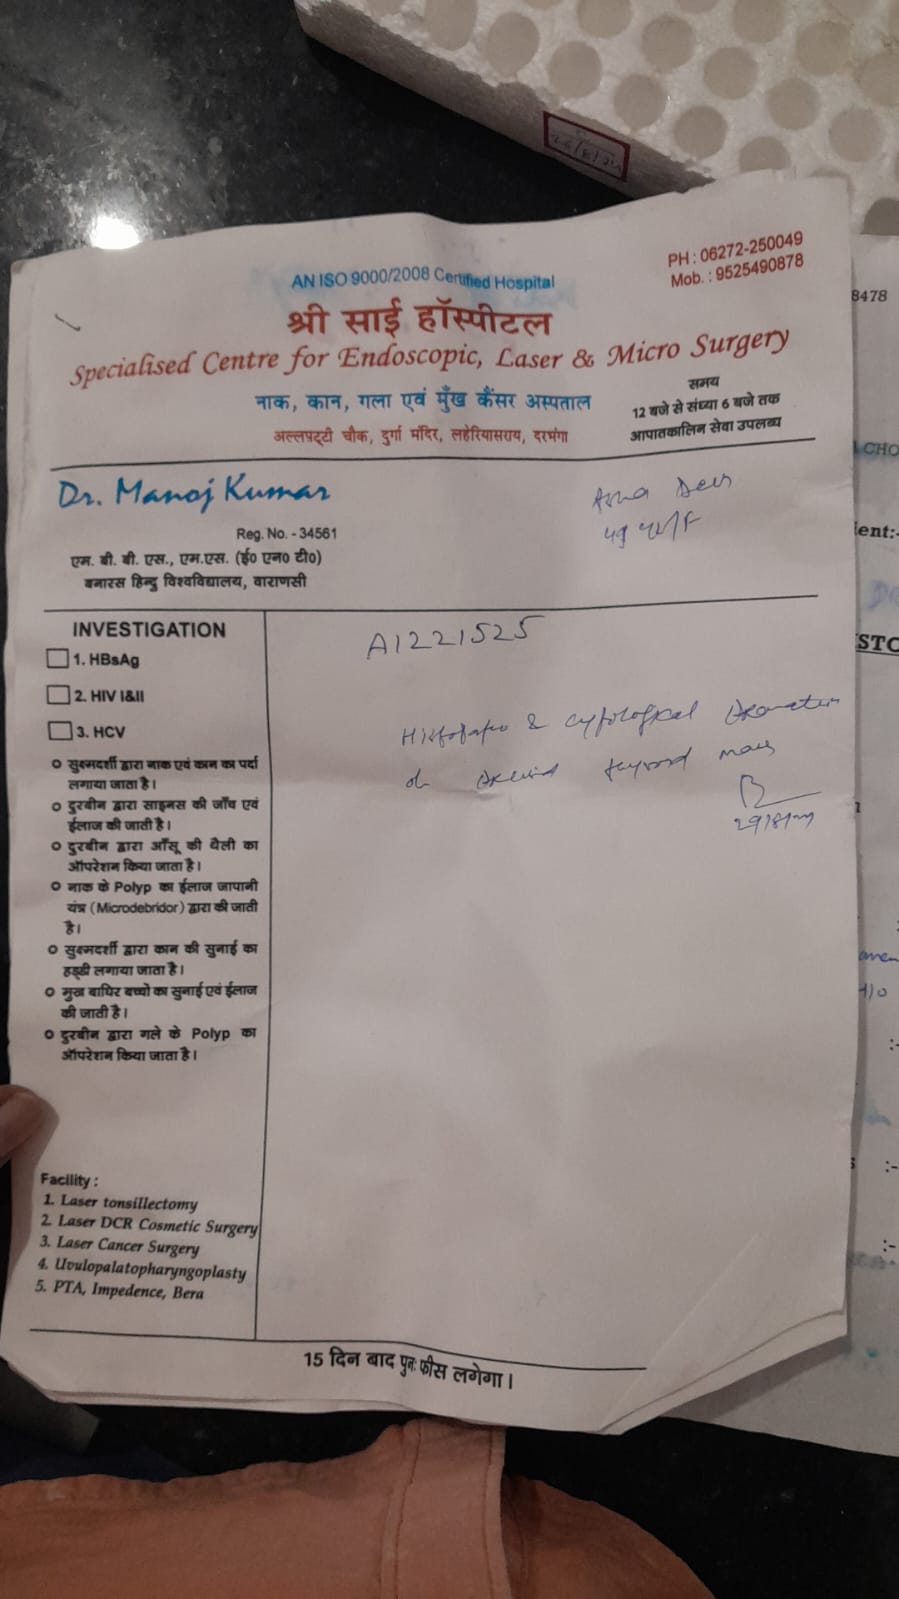 AN ISO 9000/2008 Certified Hospital
PH : 06272-250049
Mob. : 9525490878
श्री साई हॉस्पीटल
Specialised Centre for Endoscopic, Laser & Micro Surgery
नाक, कान, गला एवं मुँख कैंसर अस्पताल
समय
12 बजे से संध्या 6 बजे तक
आपातकालिन सेवा उपलब्य
अल्लपट्टी चौक, दुर्गा मंदिर, लहेरियासराय, दरभंगा
Dr. Manoj Kumar
Reg. No. - 34561
एम. बी. बी. एस., एम.एस. (ई० एन० टी०)
बनारस हिन्दु विश्वविद्यालय, वाराणसी
INVESTIGATION
1. HBsAg
2. HIV I&II
3. HCV
सुक्ष्मदर्शी द्वारा नाक एवं कान का पर्दा
लगाया जाता है।
दुरबीन द्वारा साइनस की जाँच एवं
ईलाज की जाती है।
दुरबीन द्वारा आँसू की थैली का
ऑपरेशन किया जाता है।
नाक के Polyp का ईलाज जापानी
यंत्र (Microdebridor) द्वारा की जाती
है।
सुक्ष्मदर्शी द्वारा कान की सुनाई का
हड्डी लगाया जाता है।
मुख बाधिर बच्चो का सुनाई एवं ईलाज
की जाती है।
दुरबीन द्वारा गले के Polyp का
ऑपरेशन किया जाता है।
Facility :
1. Laser tonsillectomy
2. Laser DCR Cosmetic Surgery
3. Laser Cancer Surgery
4. Uvulopalatopharyngoplasty
5. PTA, Impedence, Bera
A1221525
& cytological
mass
15 दिन बाद पुनः फीस लगेगा।
8478
CHO
ent:-
STO